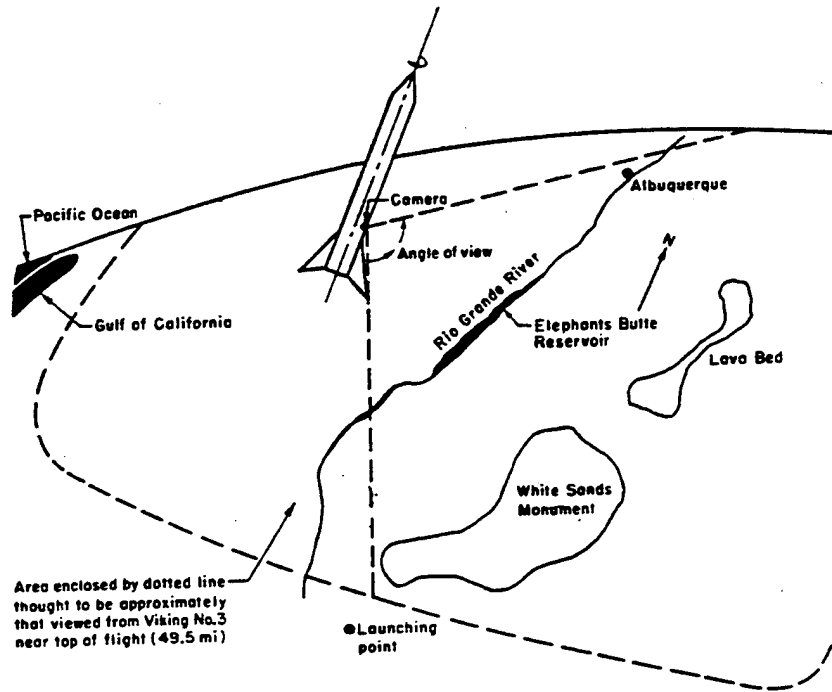 Pacific Ocean
Camera
Albuquerque
Angle of view
N
Gulf of California
Rio Grande River
Elephants Butte
Reservoir
Lava Bed
White Sands
Monument
Area enclosed by dotted line
thought to be approximately
that viewed from Viking No.3
near top of flight (49.5 mi)
Launching
point